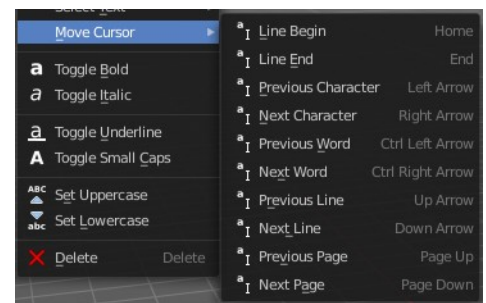 Move Cursor
a Toggle Bold
a Toggle Italic
a Toggle Underline
A Toggle Small Caps
ABC Set Uppercase
abc Set Lowercase
Delete Delete
a Line Begin Home
a Line End End
a Previous Character Left Arrow
a Next Character Right Arrow
a Previous Word Ctrl Left Arrow
a Next Word Ctrl Right Arrow
a Previous Line Up Arrow
a Next Line Down Arrow
a Previous Page Page Up
a Next Page Page Down